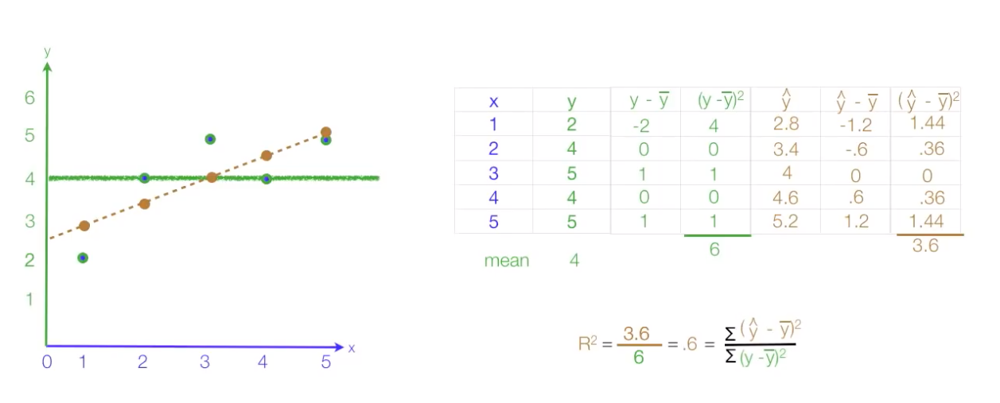 y
6
5
4
3
2
1
0 1 2 3 4 5 x
x y y - y̅ (y - y̅)² ŷ ŷ - y̅ (ŷ - y̅)²
1 2 -2 4 2.8 -1.2 1.44
2 4 0 0 3.4 -.6 .36
3 5 1 1 4 0 0
4 4 0 0 4.6 .6 .36
5 5 1 1 5.2 1.2 1.44
mean 4 6 3.6
R² = 3.6 / 6 = .6 = Σ (ŷ - y̅)² / Σ (y - y̅)²